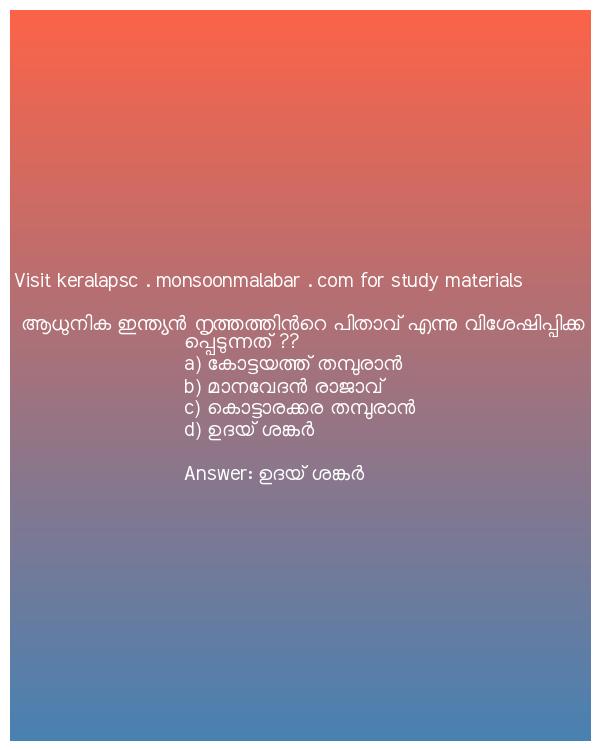 Visit keralapsc . monsoonmalabar . com for study materials
ആധുനിക ഇന്ത്യൻ നൃത്തത്തിൻറെ പിതാവ് എന്നു വിശേഷിപ്പിക്ക
പ്പെടുന്നത് ??
a) കോട്ടയത്ത് തമ്പുരാൻ
b) മാനവേദൻ രാജാവ്
c) കൊട്ടാരക്കര തമ്പുരാൻ
d) ഉദയ് ശങ്കർ
Answer: ഉദയ് ശങ്കർ